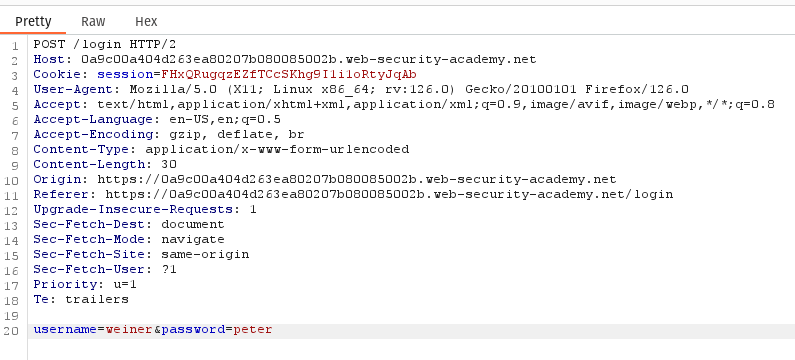 Pretty Raw Hex
1 POST /login HTTP/2
2 Host: 0a9c00a404d263ea80207b080085002b.web-security-academy.net
3 Cookie: session=FHxQRugqzEZfTCcSKhg9I1i1oRtyJqAb
4 User-Agent: Mozilla/5.0 (X11; Linux x86_64; rv:126.0) Gecko/20100101 Firefox/126.0
5 Accept: text/html,application/xhtml+xml,application/xml;q=0.9,image/avif,image/webp,*/*;q=0.8
6 Accept-Language: en-US,en;q=0.5
7 Accept-Encoding: gzip, deflate, br
8 Content-Type: application/x-www-form-urlencoded
9 Content-Length: 30
10 Origin: https://0a9c00a404d263ea80207b080085002b.web-security-academy.net
11 Referer: https://0a9c00a404d263ea80207b080085002b.web-security-academy.net/login
12 Upgrade-Insecure-Requests: 1
13 Sec-Fetch-Dest: document
14 Sec-Fetch-Mode: navigate
15 Sec-Fetch-Site: same-origin
16 Sec-Fetch-User: ?1
17 Priority: u=1
18 Te: trailers
19
20 username=weiner&password=peter